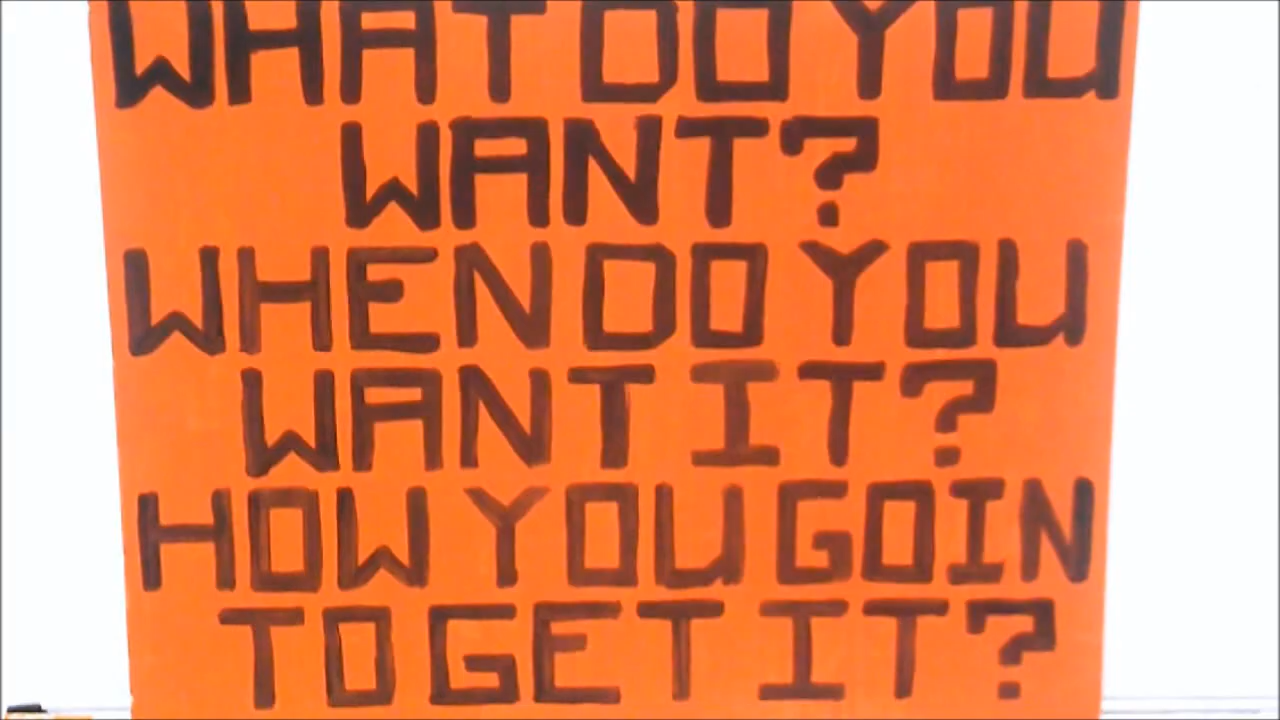 WHAT DO YOU
WANT?
WHEN DO YOU
WANT IT?
HOW YOU GOIN
TO GET IT?